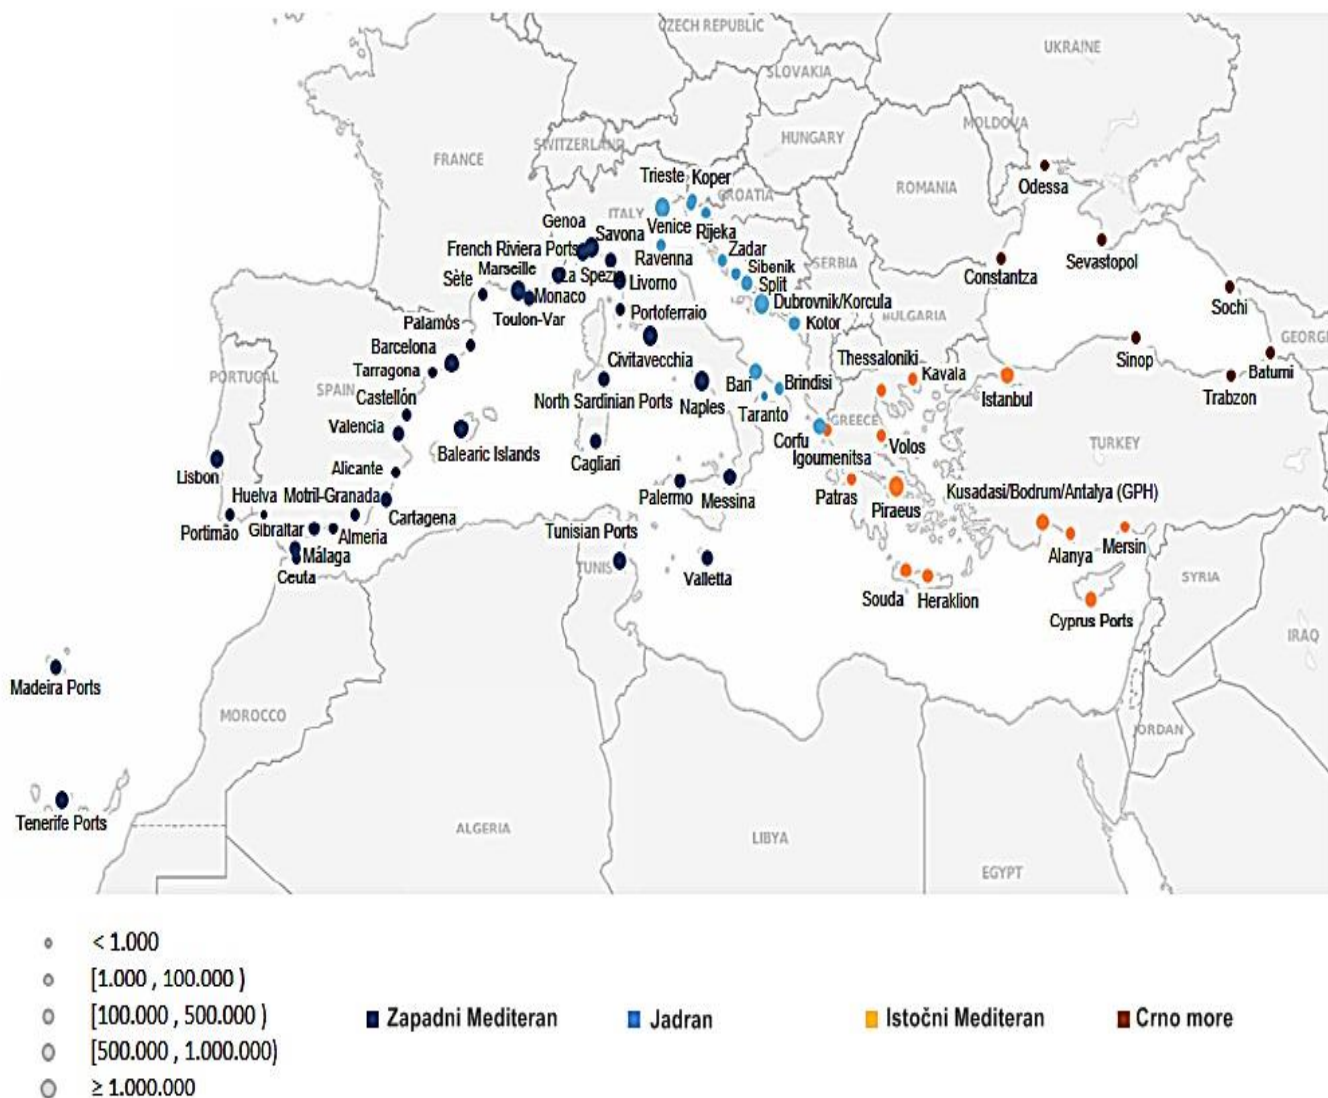 CZECH REPUBLIC
UKRAINE
SLOVAKIA
MOLDOVA
HUNGARY
SWITZERLAND
FRANCE
Odessa
Trieste Koper
ROMANIA
CROATIA
ITALY
Genoa
Savona
Venice
Rijeka
Sevastopol
French Riviera Ports
Ravenna
Zadar
SERBIA
Constantza
Marseille
La Spezi
Sibenik
Sète
Livorno
Split
Monaco
Dubrovnik/Korcula
Sochi
Toulon-Var
Portoferraio
Kotor
BULGARIA
Palamós
GEORGI
Barcelona
Civitavecchia
Thessaloniki
Sinop
Tarragona
Kavala
Batumi
PORTUGAL
SPAIN
Bari
Brindisi
Castellón
North Sardinian Ports
Naples
Taranto
Istanbul
Trabzon
Valencia
GREECE
Balearic Islands
Corfu
Volos
TURKEY
Igoumenitsa
Cagliari
Lisbon
Alicante
Huelva
Motril-Granada
Palermo
Messina
Patras
Kusadasi/Bodrum/Antalya (GPH)
Piraeus
Portimão
Gibraltar
Almeria
Cartagena
Tunisian Ports
Alanya
Mersin
Málaga
Ceuta
TUNIS
Valletta
SYRIA
Souda
Heraklion
Cyprus Ports
IRAQ
Madeira Ports
MOROCCO
JORDAN
Tenerife Ports
ALGERIA
LIBYA
EGYPT
< 1.000
[1.000 , 100.000 )
[100.000 , 500.000 )
[500.000 , 1.000.000)
≥ 1.000.000
Zapadni Mediteran
Jadran
Istočni Mediteran
Crno more